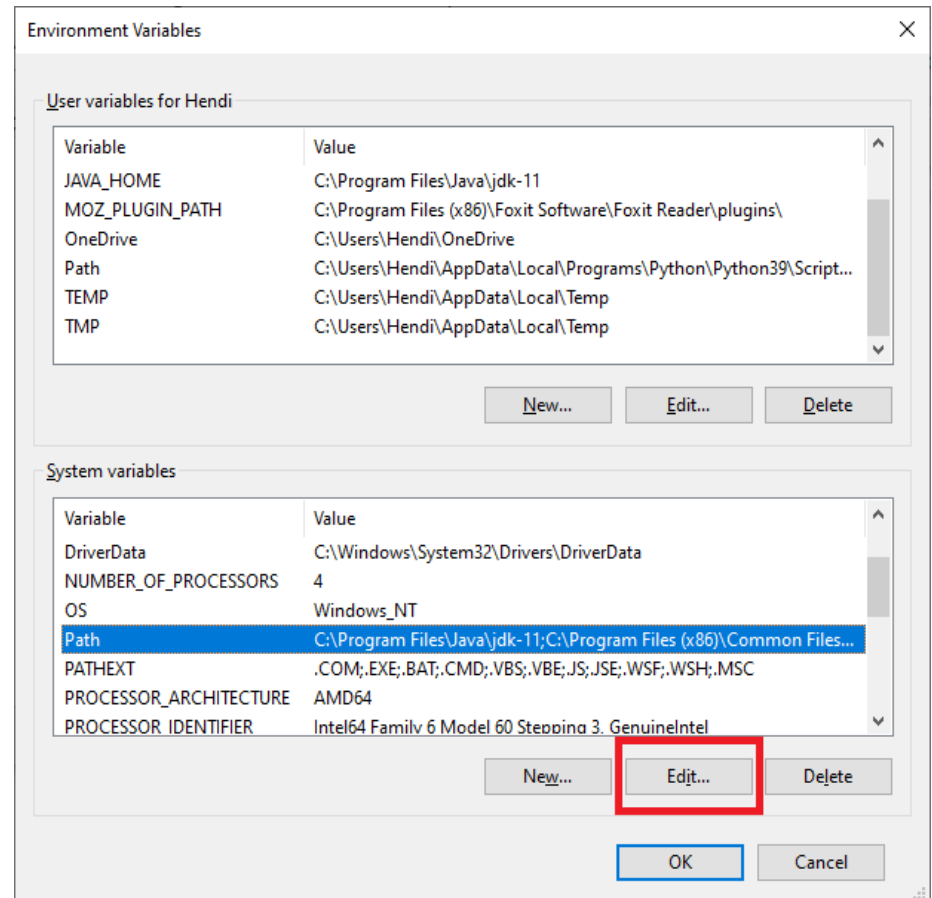 Environment Variables
User variables for Hendi
Variable Value
JAVA_HOME C:\Program Files\Java\jdk-11
MOZ_PLUGIN_PATH C:\Program Files (x86)\Foxit Software\Foxit Reader\plugins\
OneDrive C:\Users\Hendi\OneDrive
Path C:\Users\Hendi\AppData\Local\Programs\Python\Python39\Script...
TEMP C:\Users\Hendi\AppData\Local\Temp
TMP C:\Users\Hendi\AppData\Local\Temp
New... Edit... Delete
System variables
Variable Value
DriverData C:\Windows\System32\Drivers\DriverData
NUMBER_OF_PROCESSORS 4
OS Windows_NT
Path C:\Program Files\Java\jdk-11;C:\Program Files (x86)\Common Files...
PATHEXT .COM;.EXE;.BAT;.CMD;.VBS;.VBE;.JS;.JSE;.WSF;.WSH;.MSC
PROCESSOR_ARCHITECTURE AMD64
PROCESSOR_IDENTIFIER Intel64 Family 6 Model 60 Stepping 3, GenuineIntel
New... Edit... Delete
OK Cancel